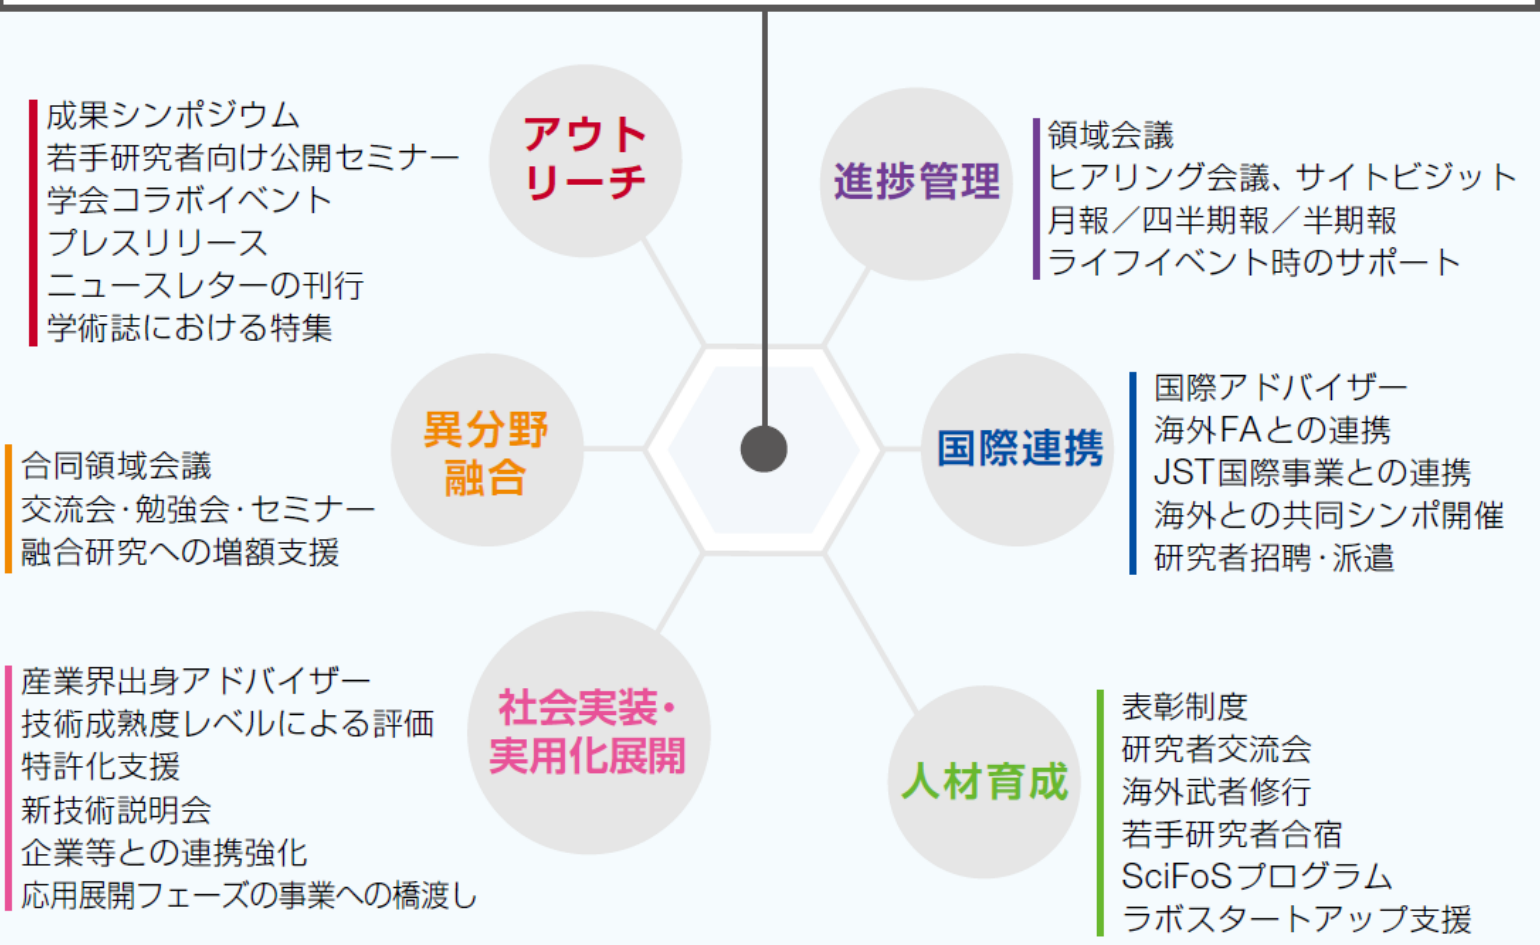 アウト
リーチ
成果シンポジウム
若手研究者向け公開セミナー
学会コラボイベント
プレスリリース
ニュースレターの刊行
学術誌における特集
進捗管理
領域会議
ヒアリング会議、サイトビジット
月報／四半期報／半期報
ライフイベント時のサポート
異分野
融合
合同領域会議
交流会・勉強会・セミナー
融合研究への増額支援
国際連携
国際アドバイザー
海外FAとの連携
JST国際事業との連携
海外との共同シンポ開催
研究者招聘・派遣
社会実装・
実用化展開
産業界出身アドバイザー
技術成熟度レベルによる評価
特許化支援
新技術説明会
企業等との連携強化
応用展開フェーズの事業への橋渡し
人材育成
表彰制度
研究者交流会
海外武者修行
若手研究者合宿
SciFoSプログラム
ラボスタートアップ支援